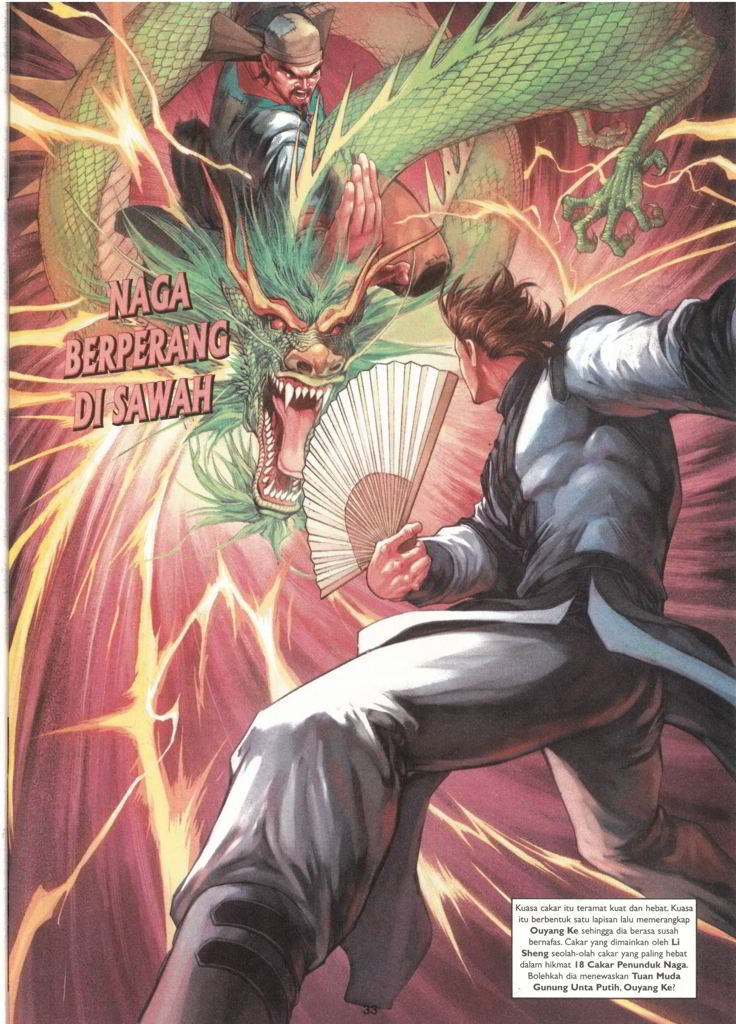 NAGA
BERPERANG
DI SAWAH
Kuasa cakar itu teramat kuat dan hebat. Kuasa
itu berbentuk satu lapisan lalu memerangkap
Ouyang Ke sehingga dia berasa susah
bernafas. Cakar yang dimainkan oleh Li
Sheng seolah-olah cakar yang paling hebat
dalam hikmat 18 Cakar Penunduk Naga.
Bolehkah dia menewaskan Tuan Muda
Gunung Unta Putih, Ouyang Ke?
33